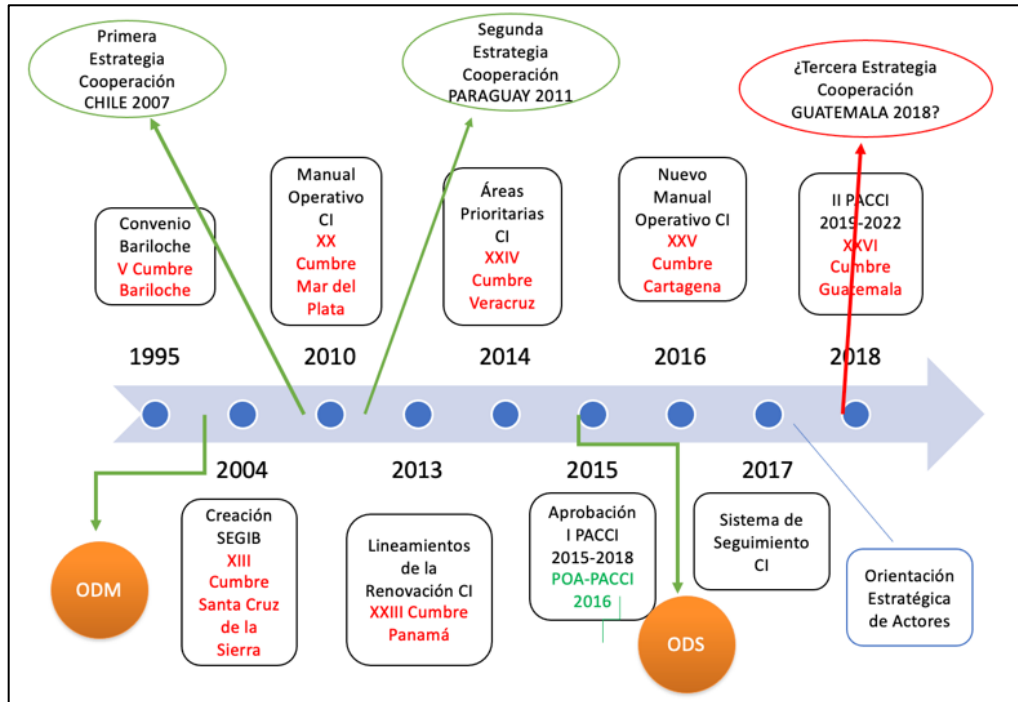 Primera
Estrategia
Cooperación
CHILE 2007
Segunda
Estrategia
Cooperación
PARAGUAY 2011
¿Tercera Estrategia
Cooperación
GUATEMALA 2018?
Convenio
Bariloche
V Cumbre
Bariloche
Manual
Operativo
CI
XX
Cumbre
Mar del
Plata
Áreas
Prioritarias
CI
XXIV
Cumbre
Veracruz
Nuevo
Manual
Operativo CI
XXV
Cumbre
Cartagena
II PACCI
2019-2022
XXVI
Cumbre
Guatemala
1995
2010
2014
2016
2018
2004
2013
2015
2017
ODM
Creación
SEGIB
XIII
Cumbre
Santa Cruz
de la
Sierra
Lineamientos
de la
Renovación CI
XXIII Cumbre
Panamá
Aprobación
I PACCI
2015-2018
POA-PACCI
2016
ODS
Sistema de
Seguimiento
CI
Orientación
Estratégica
de Actores